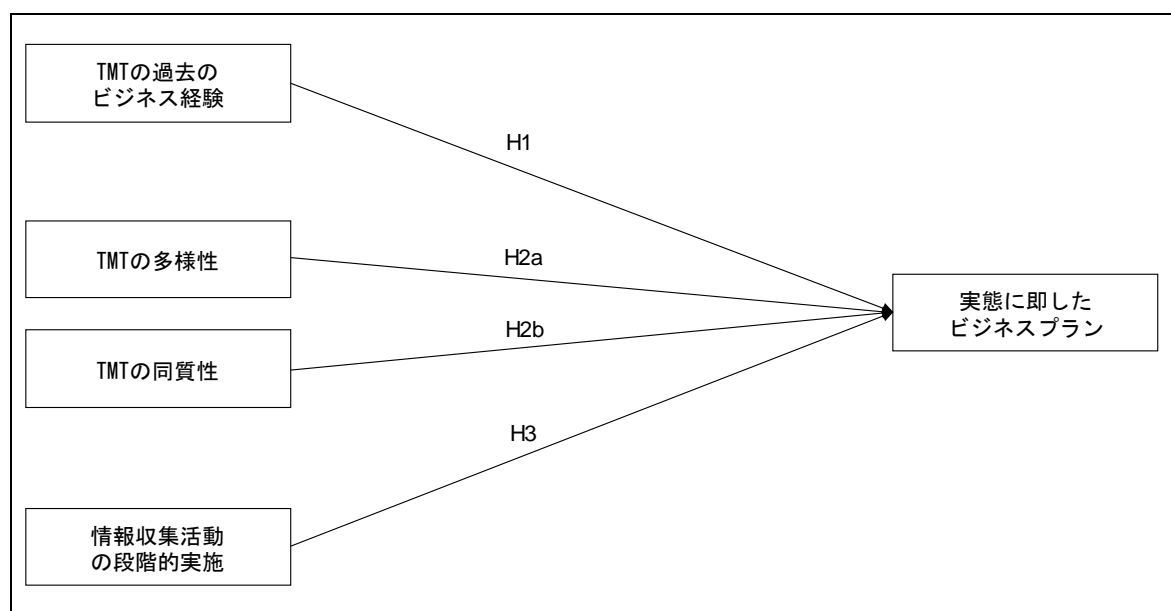 TMTの過去の
ビジネス経験
H1
TMTの多様性
H2a
実態に即した
ビジネスプラン
H2b
TMTの同質性
H3
情報収集活動
の段階的実施